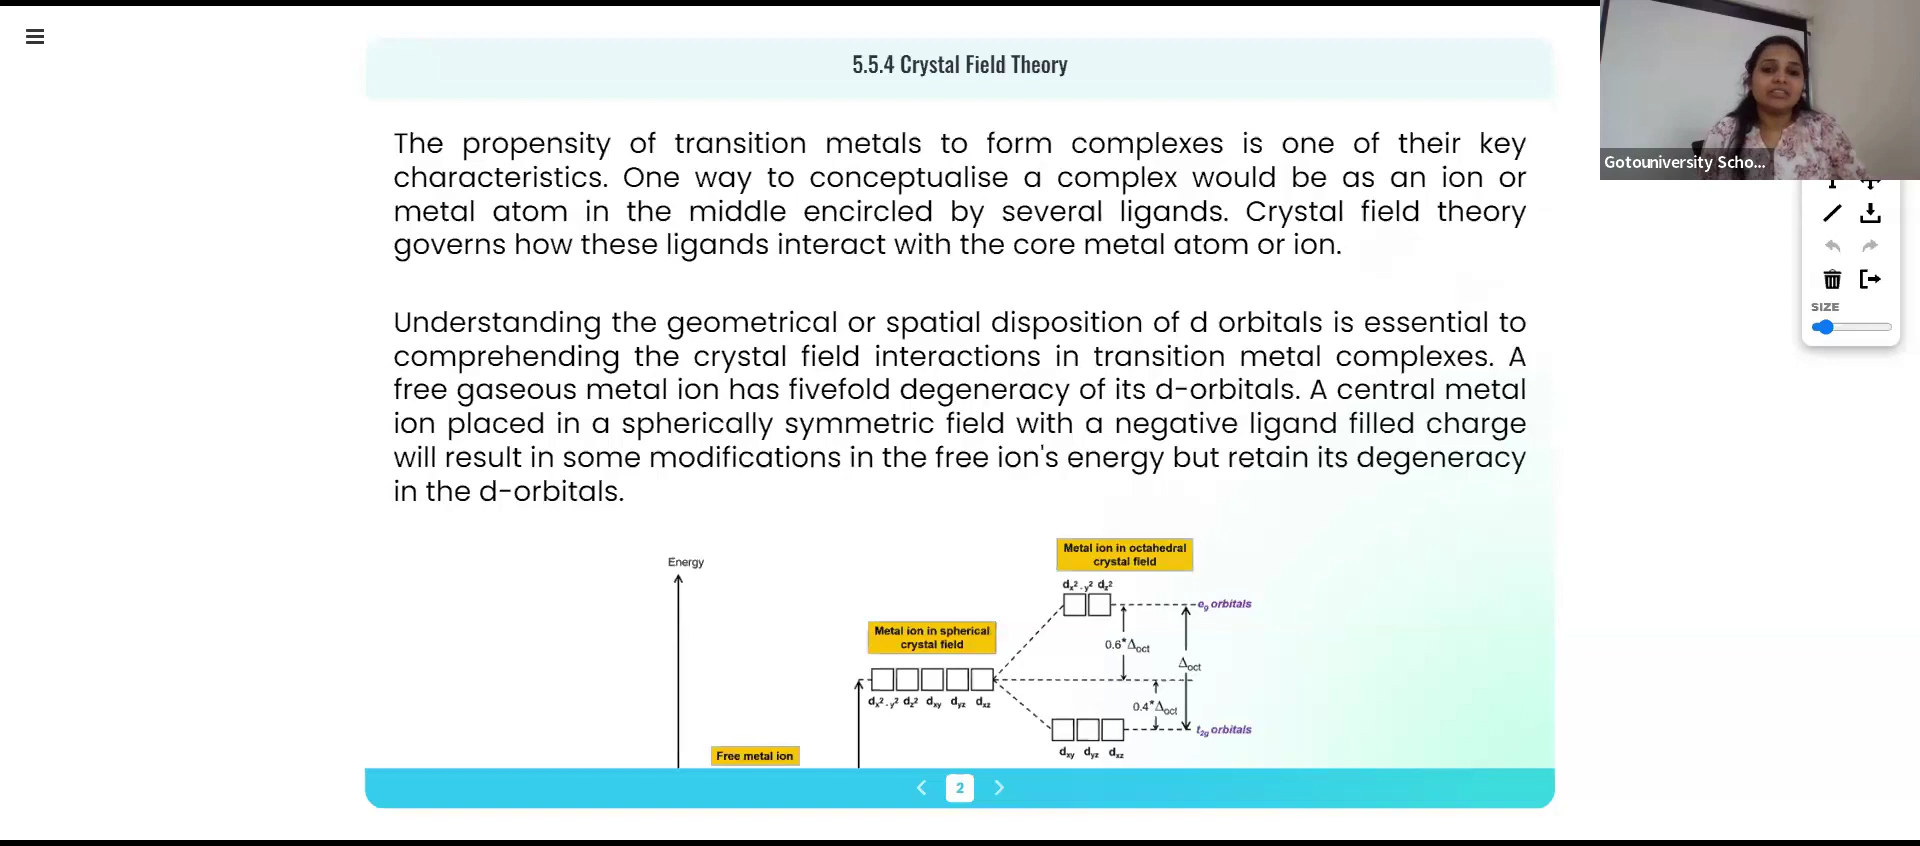 5.5.4 Crystal Field Theory
The propensity of transition metals to form complexes is one of their key
characteristics. One way to conceptualise a complex would be as an ion or
metal atom in the middle encircled by several ligands. Crystal field theory
governs how these ligands interact with the core metal atom or ion.
Understanding the geometrical or spatial disposition of d orbitals is essential to
comprehending the crystal field interactions in transition metal complexes. A
free gaseous metal ion has fivefold degeneracy of its d-orbitals. A central metal
ion placed in a spherically symmetric field with a negative ligand filled charge
will result in some modifications in the free ion's energy but retain its degeneracy
in the d-orbitals.
Energy
Metal ion in octahedral
crystal field
dx²-y² dz²
eg orbitals
Metal ion in spherical
crystal field
0.6*Δoct
Δoct
dx²-y² dz² dxy dyz dxz
0.4*Δoct
t2g orbitals
dxy dyz dxz
Free metal ion
2
Gotouniversity Scho...
SIZE